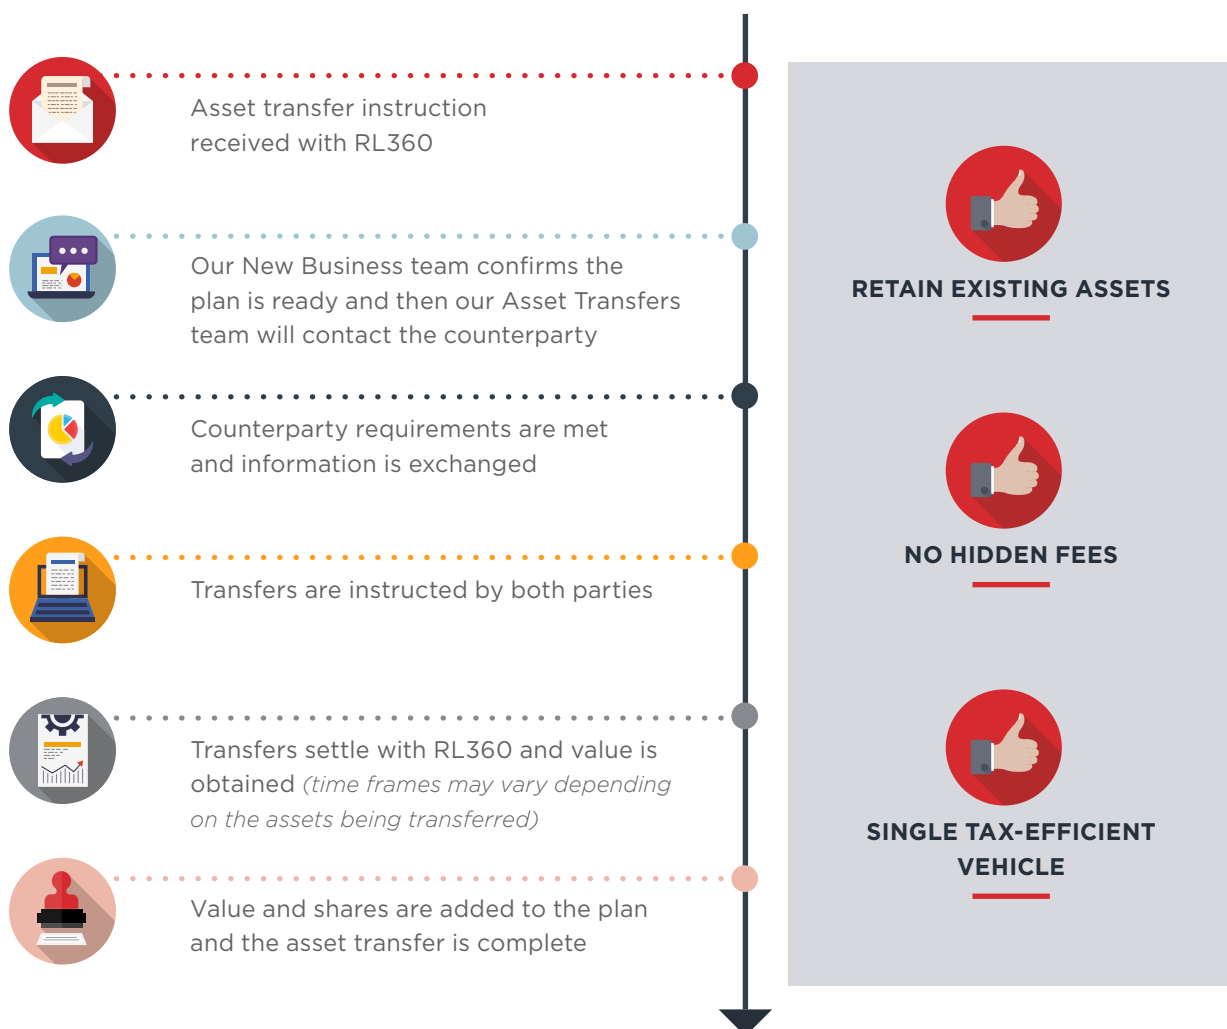 Asset transfer instruction
received with RL360
Our New Business team confirms the
plan is ready and then our Asset Transfers
team will contact the counterparty
Counterparty requirements are met
and information is exchanged
Transfers are instructed by both parties
Transfers settle with RL360 and value is
obtained (time frames may vary depending
on the assets being transferred)
Value and shares are added to the plan
and the asset transfer is complete
RETAIN EXISTING ASSETS
NO HIDDEN FEES
SINGLE TAX-EFFICIENT
VEHICLE